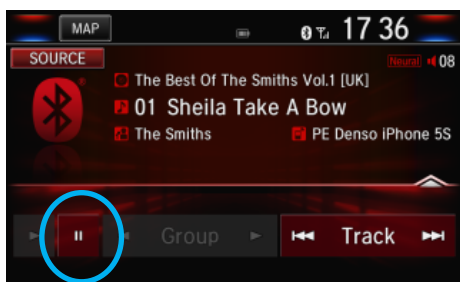 MAP 17 36
SOURCE Neural 08
The Best Of The Smiths Vol.1 [UK]
01 Sheila Take A Bow
The Smiths PE Denso iPhone 5S
Group Track